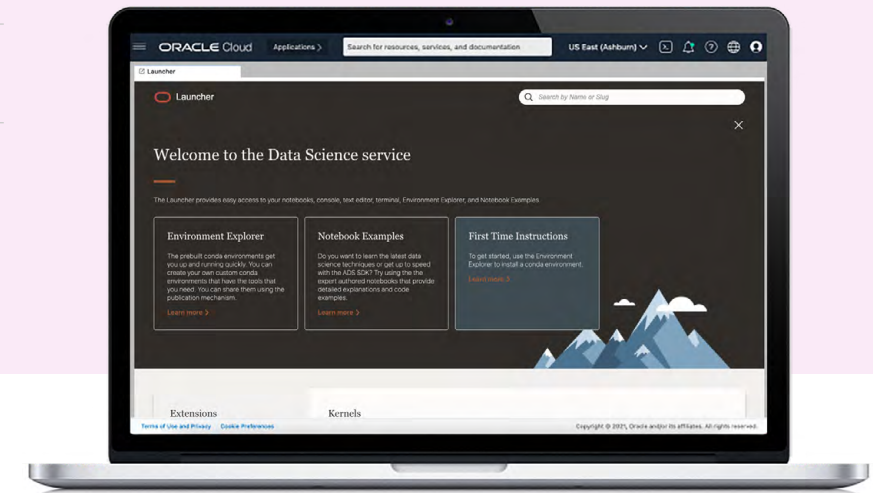 ORACLE Cloud Applications > Search for resources, services, and documentation US East (Ashburn)
Launcher
Launcher Search by Name or Slug
Welcome to the Data Science service
The Launcher provides easy access to your notebooks, console, text editor, terminal, Environment Explorer, and Notebook Examples
Environment Explorer
The prebuilt conda environments get
you up and running quickly. You can
create your own custom conda
environments that have the tools that
you need. You can share them using the
publication mechanism.
Learn more >
Notebook Examples
Do you want to learn the latest data
science techniques or get up to speed
with the ADS SDK? Try using the the
expert authored notebooks that provide
detailed explanations and code
examples.
Learn more >
First Time Instructions
To get started, use the Environment
Explorer to install a conda environment.
Learn more >
Extensions
Kernels
Terms of Use and Privacy Cookie Preferences Copyright © 2021, Oracle and/or its affiliates. All rights reserved.